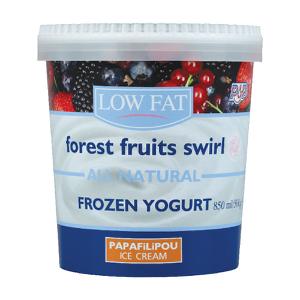 LOW FAT
forest fruits swirl
ALL NATURAL
FROZEN YOGURT
850 ml
PAPAFiLiPOU
ICE CREAM